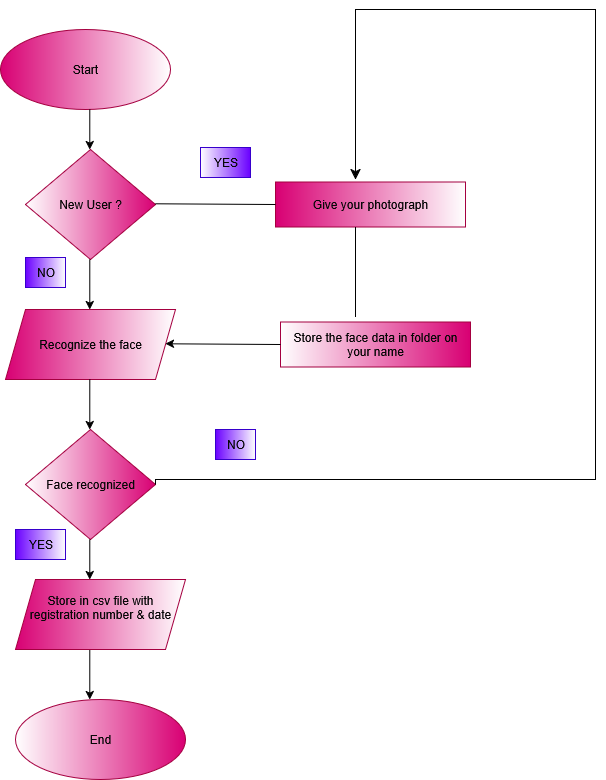 Start
YES
New User ?
Give your photograph
NO
Recognize the face
Store the face data in folder on
your name
NO
Face recognized
YES
Store in csv file with
registration number & date
End